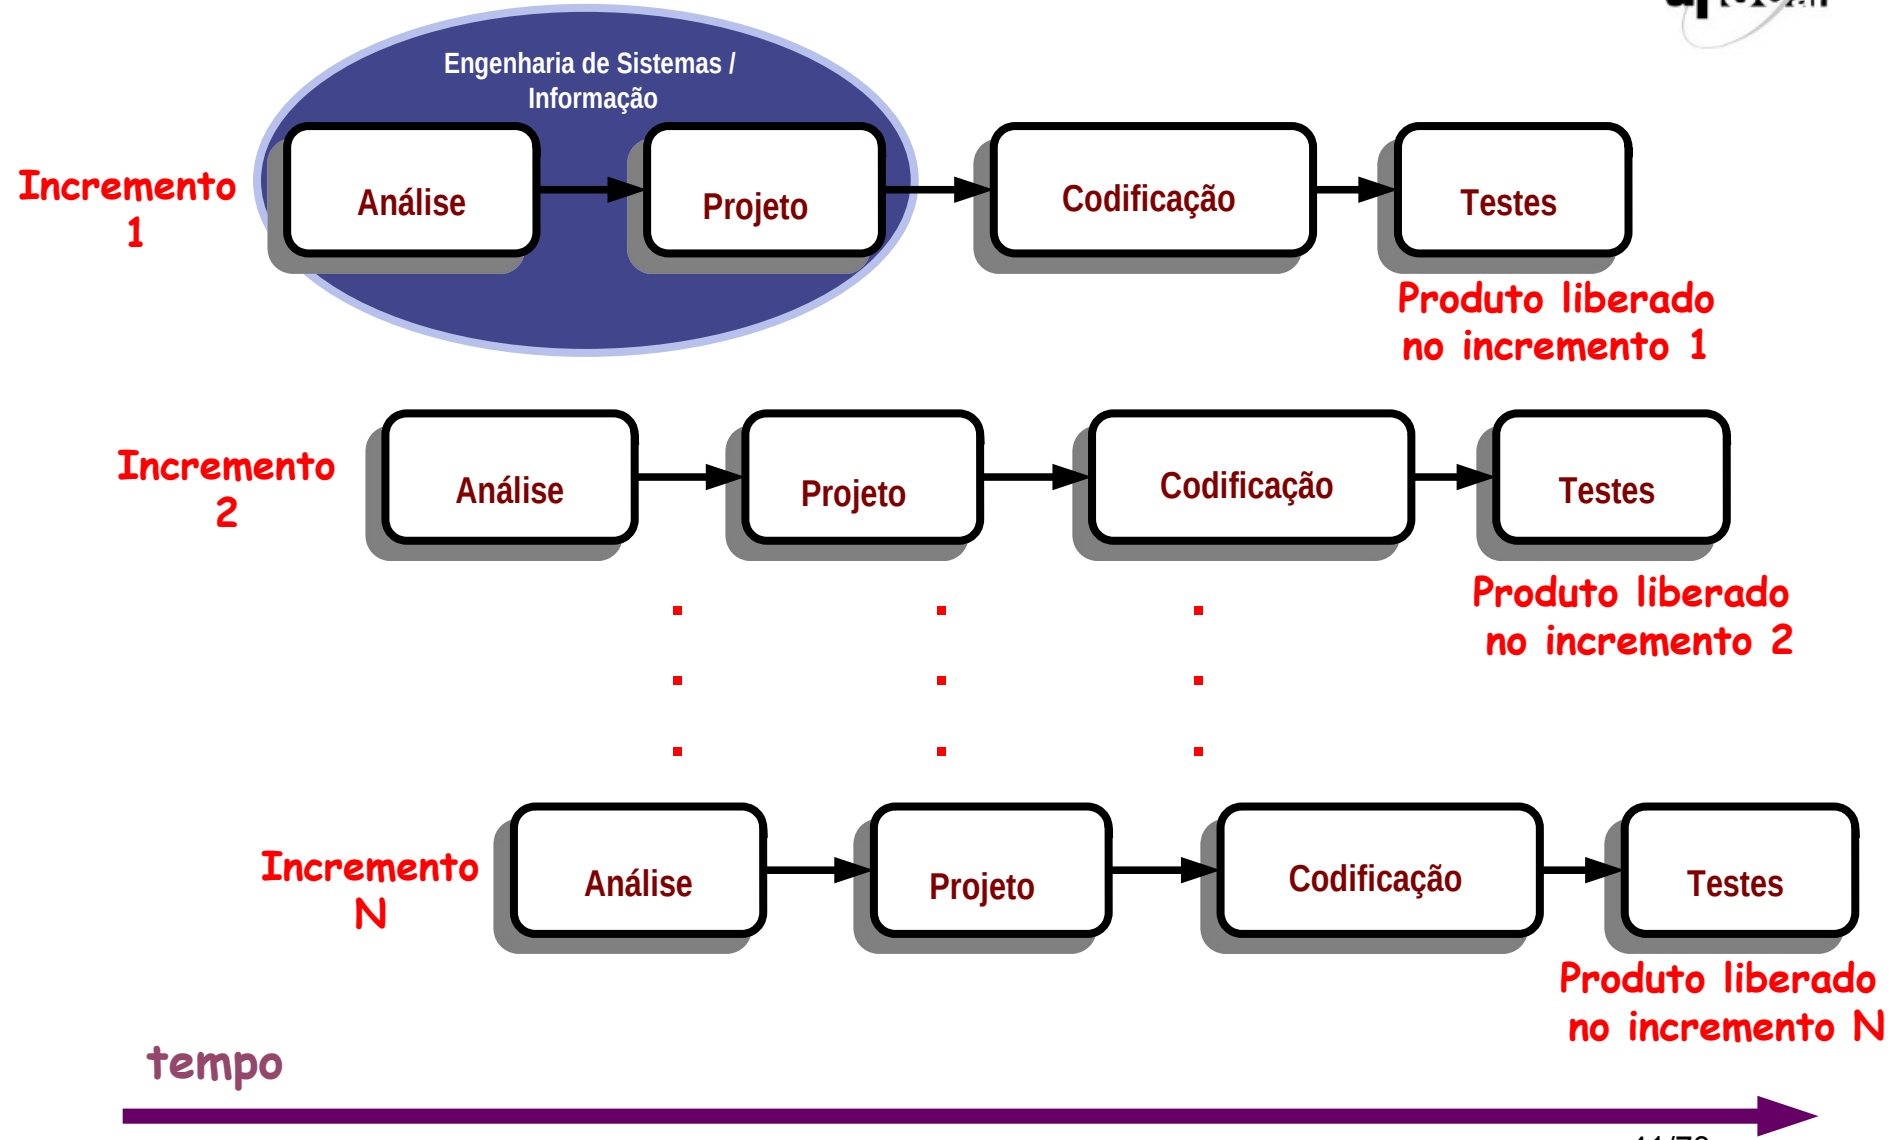 Engenharia de Sistemas /
Informação
Incremento
1
Análise
Projeto
Codificação
Testes
Produto liberado
no incremento 1
Incremento
2
Análise
Projeto
Codificação
Testes
Produto liberado
no incremento 2
Incremento
N
Análise
Projeto
Codificação
Testes
Produto liberado
no incremento N
tempo